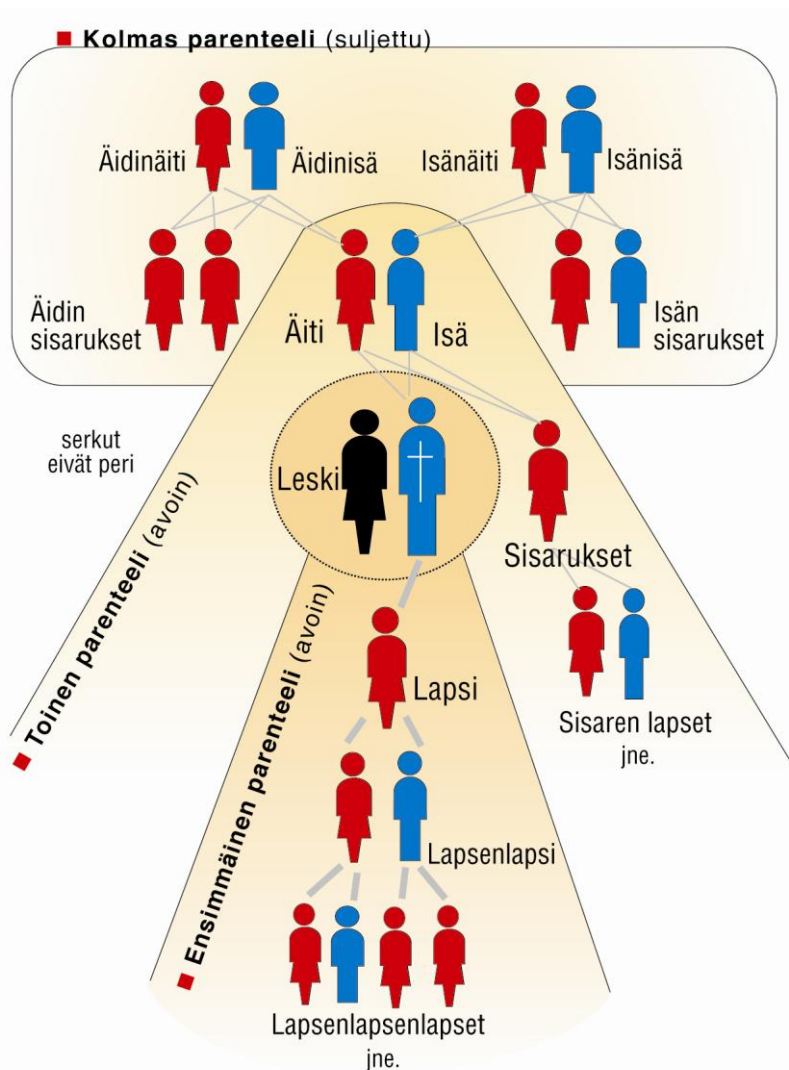 Kolmas parenteeli (suljettu)
Äidinäiti
Äidinisä
Isänäiti
Isänisä
Äidin
sisarukset
Äiti
Isä
Isän
sisarukset
serkut
eivät peri
Leski
Sisarukset
Toinen parenteeli (avoin)
Ensimmäinen parenteeli (avoin)
Lapsi
Sisaren lapset
jne.
Lapsenlapsi
Lapsenlapsenlapset
jne.